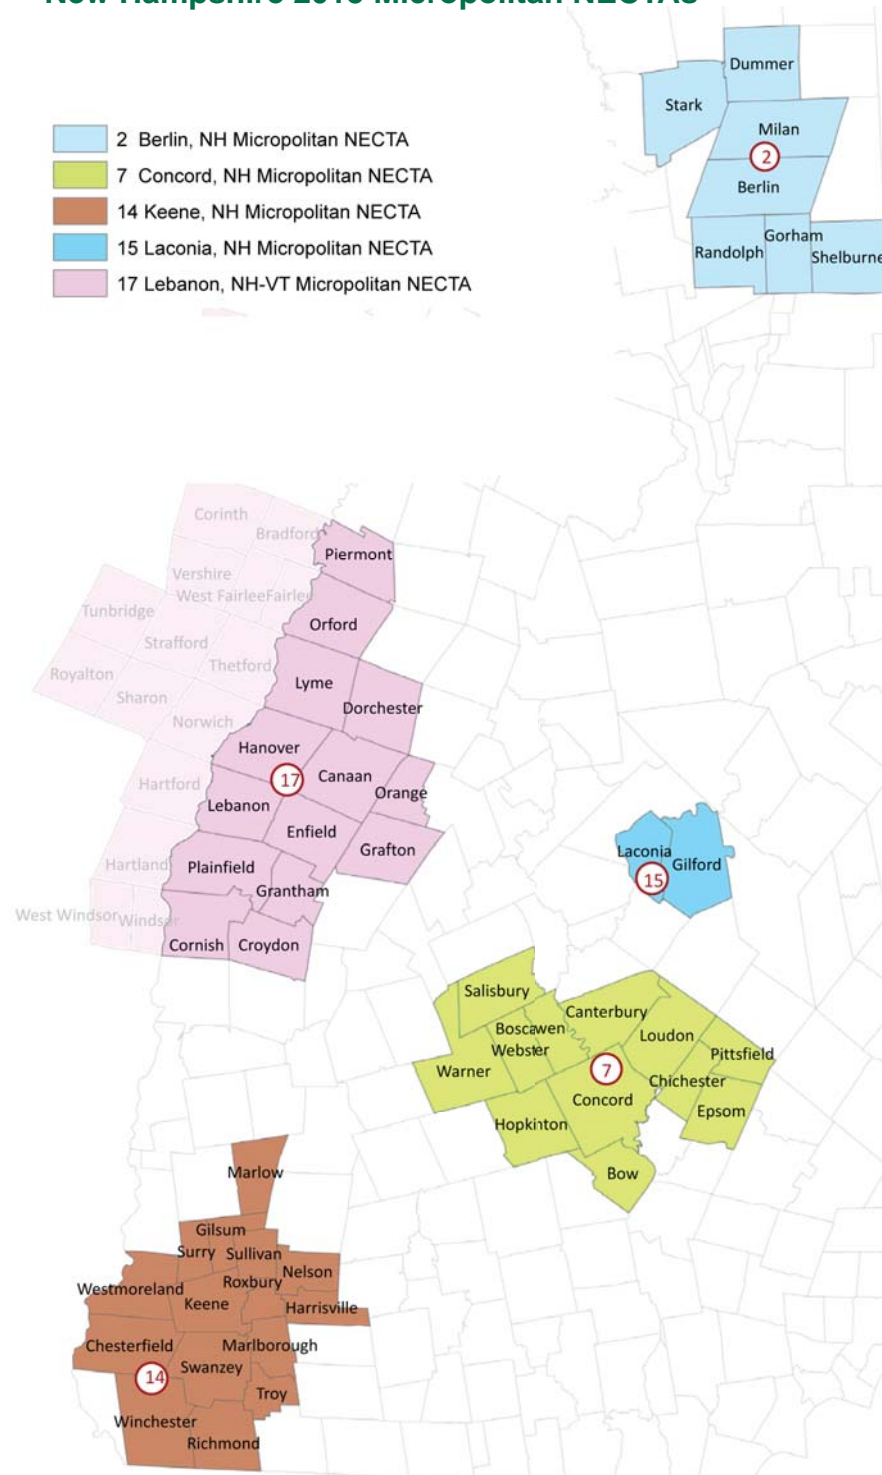 New Hampshire 2015 Micropolitan NECTAs
2 Berlin, NH Micropolitan NECTA
7 Concord, NH Micropolitan NECTA
14 Keene, NH Micropolitan NECTA
15 Laconia, NH Micropolitan NECTA
17 Lebanon, NH-VT Micropolitan NECTA
Dummer
Stark
Milan
2
Berlin
Gorham
Randolph
Shelburne
Corinth
Bradford
Piermont
Vershire
West Fairlee
Fairlee
Tunbridge
Orford
Strafford
Thetford
Royalton
Lyme
Sharon
Dorchester
Norwich
Hanover
17
Canaan
Hartford
Orange
Lebanon
Enfield
Grafton
Hartland
Plainfield
Grantham
West Windsor
Windsor
Cornish
Croydon
Laconia
Gilford
15
Salisbury
Canterbury
Boscawen
Loudon
Webster
Pittsfield
Warner
7
Chichester
Concord
Epsom
Hopkinton
Bow
Marlow
Gilsum
Surry
Sullivan
Nelson
Roxbury
Westmoreland
Keene
Harrisville
Chesterfield
Marlborough
Swanzey
14
Troy
Winchester
Richmond